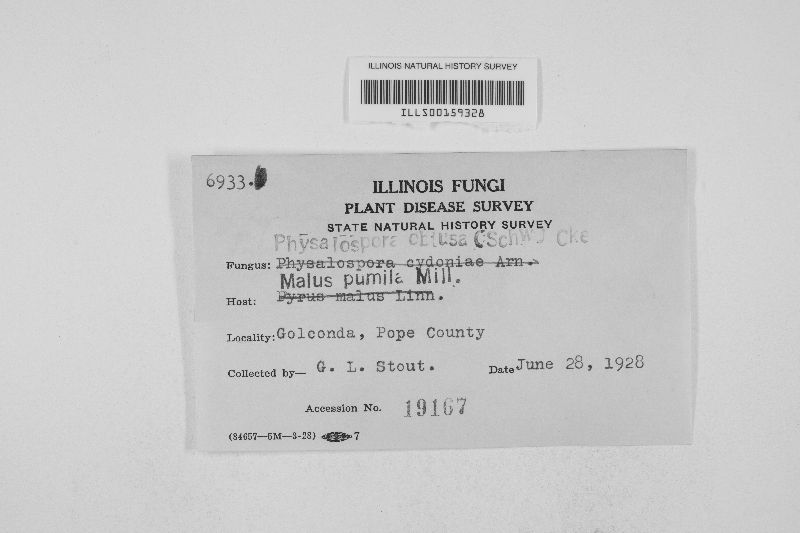 ILLINOIS NATURAL HISTORY SURVEY
ILLS00159328
6933.
ILLINOIS FUNGI
PLANT DISEASE SURVEY
STATE NATURAL HISTORY SURVEY
Physalospora obtusa (Schw.) Cke
Fungus: Physalospora cydoniae Arn.
Malus pumila Mill.
Host: Pyrus malus Linn.
Locality: Golconda, Pope County
Collected by— G. L. Stout. Date June 28, 1928
Accession No. 19167
(84657—5M—3-28) 7